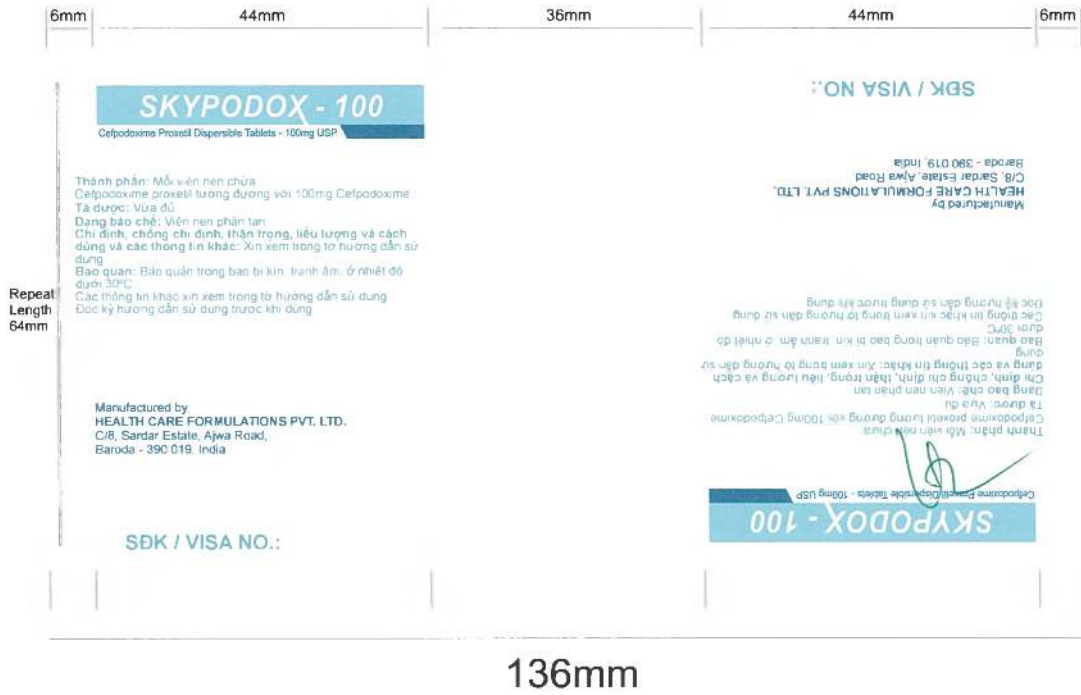 6mm 44mm 36mm 44mm 6mm
SKYPODOX - 100
Cefpodoxime Proxetil Dispersible Tablets - 100mg USP
Thành phần: Mỗi viên nén chứa
Cefpodoxime proxetil tương đương với 100mg Cefpodoxime
Tá dược: Vừa đủ
Dạng bào chế: Viên nén phân tán
Chỉ định, chống chỉ định, thận trọng, liều lượng và cách
dùng và các thông tin khác: Xin xem trong tờ hướng dẫn sử
dụng
Bảo quản: Bảo quản trong bao bì kín, tránh ẩm, ở nhiệt độ
dưới 30ºC
Các thông tin khác xin xem trong tờ hướng dẫn sử dụng
Đọc kỹ hướng dẫn sử dụng trước khi dùng
Repeat
Length
64mm
Manufactured by
HEALTH CARE FORMULATIONS PVT. LTD.
C/8, Sardar Estate, Ajwa Road,
Baroda - 390 019, India
SĐK / VISA NO.:
SKYPODOX - 100
Cefpodoxime Proxetil Dispersible Tablets - 100mg USP
Thành phần: Mỗi viên nén chứa
Cefpodoxime proxetil tương đương với 100mg Cefpodoxime
Tá dược: Vừa đủ
Dạng bào chế: Viên nén phân tán
Chỉ định, chống chỉ định, thận trọng, liều lượng và cách
dùng và các thông tin khác: Xin xem trong tờ hướng dẫn sử
dụng
Bảo quản: Bảo quản trong bao bì kín, tránh ẩm, ở nhiệt độ
dưới 30ºC
Các thông tin khác xin xem trong tờ hướng dẫn sử dụng
Đọc kỹ hướng dẫn sử dụng trước khi dùng
Manufactured by
HEALTH CARE FORMULATIONS PVT. LTD.
C/8, Sardar Estate, Ajwa Road
Baroda - 390 019, India
SĐK / VISA NO.:
136mm